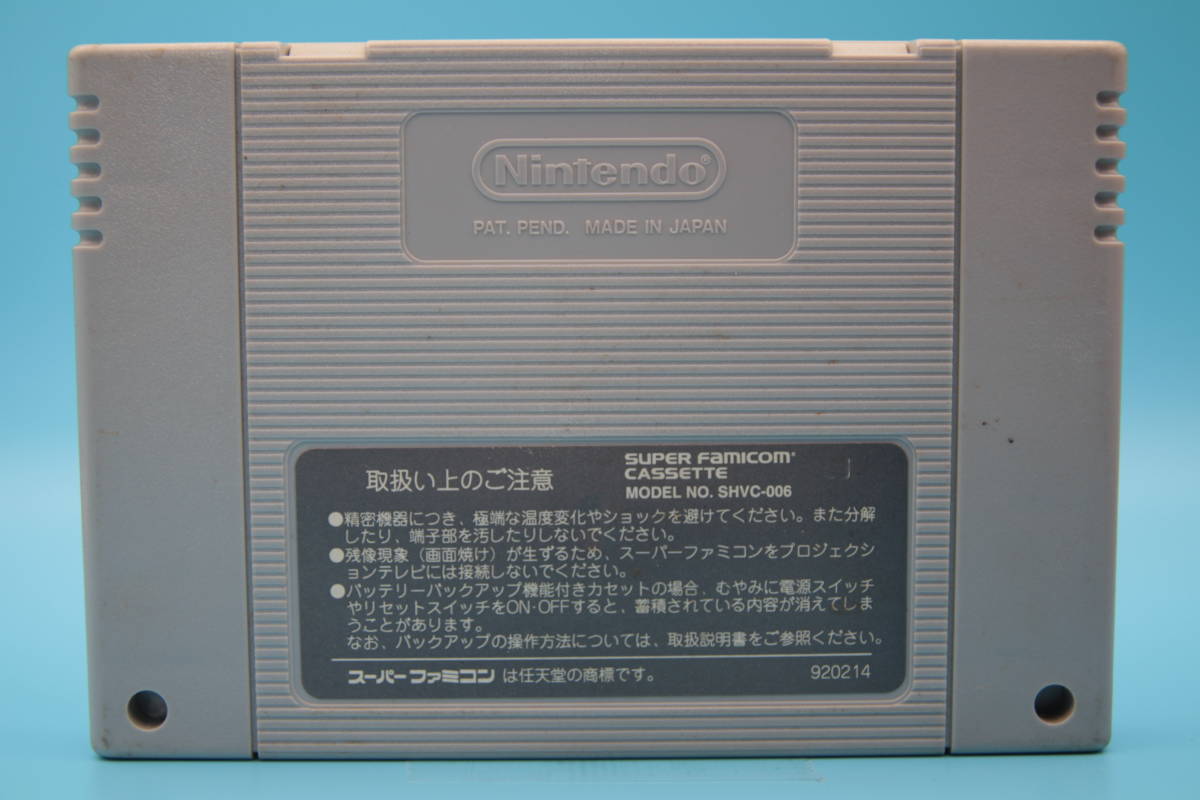 Nintendo®
PAT. PEND. MADE IN JAPAN
取扱い上のご注意
SUPER FAMICOM
CASSETTE
MODEL NO. SHVC-006
●精密機器につき、極端な温度変化やショックを避けてください。また分解
したり、端子部を汚したりしないでください。
●残像現象（画面焼け）が生ずるため、スーパーファミコンをプロジェクシ
ョンテレビには接続しないでください。
●バッテリーバックアップ機能付きカセットの場合、むやみに電源スイッチ
やリセットスイッチをON・OFFすると、蓄積されている内容が消えてしま
うことがあります。
なお、バックアップの操作方法については、取扱説明書をご参照ください。
スーパーファミコン は任天堂の商標です。
920214